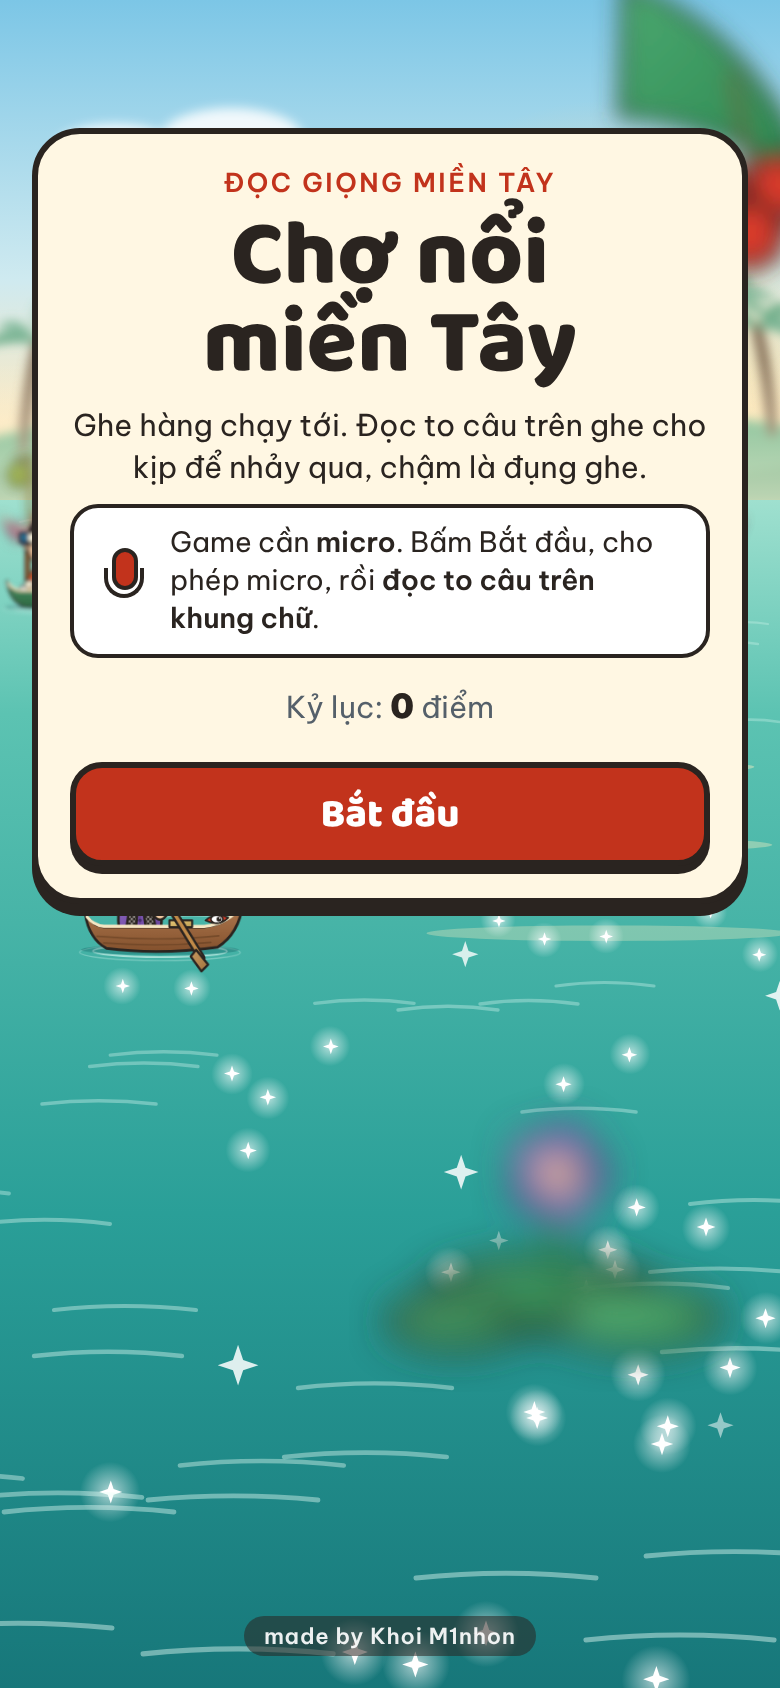 ĐỌC GIỌNG MIỀN TÂY
Chợ nổi
miền Tây
Ghe hàng chạy tới. Đọc to câu trên ghe cho
kịp để nhảy qua, chậm là đụng ghe.
Game cần micro. Bấm Bắt đầu, cho
phép micro, rồi đọc to câu trên
khung chữ.
Kỷ lục: 0 điểm
Bắt đầu
made by Khoi M1nhon